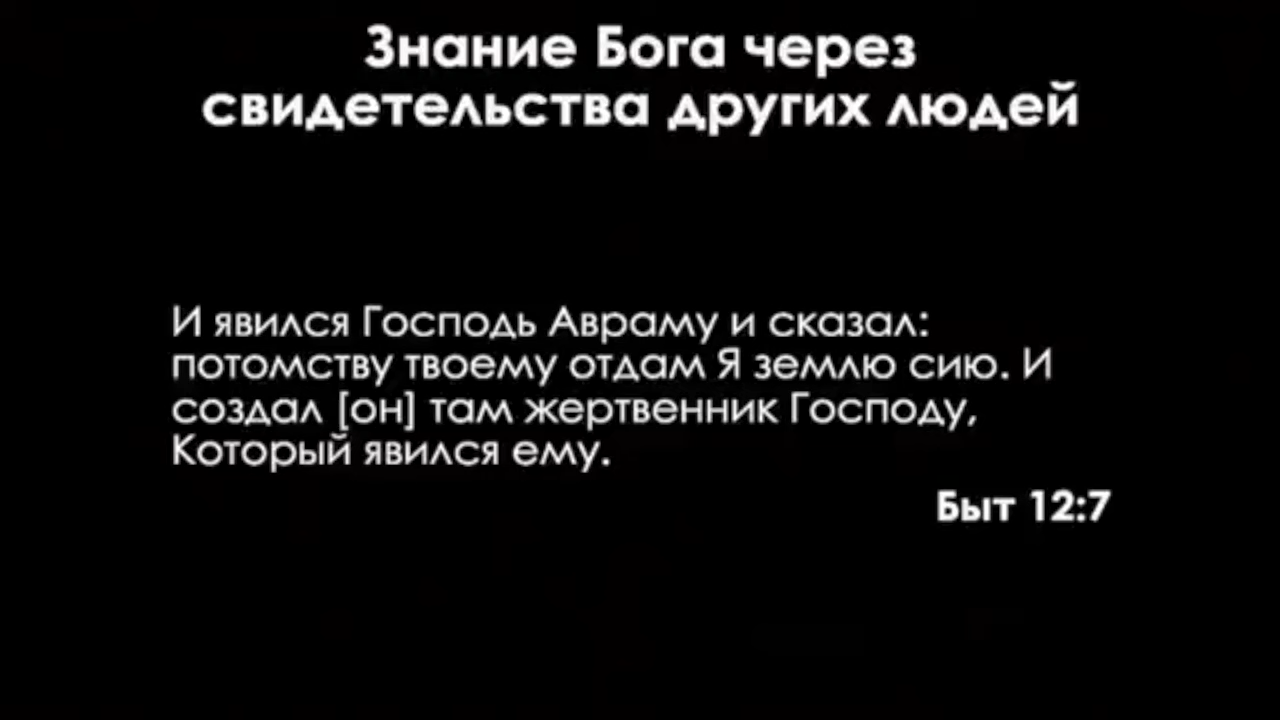 Знание Бога через
свидетельства других людей
И явился Господь Авраму и сказал:
потомству твоему отдам Я землю сию. И
создал [он] там жертвенник Господу,
Который явился ему.
Быт 12:7